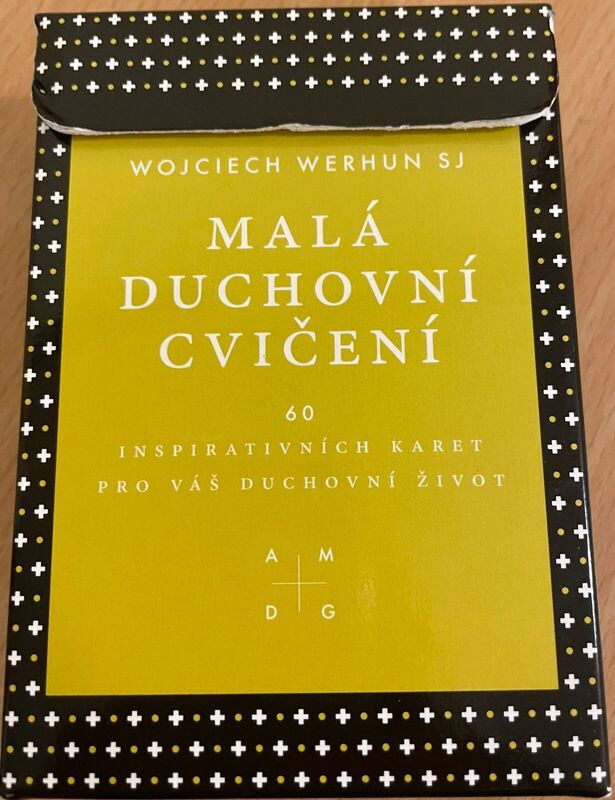 WOJCIECH WERHUN SJ
MALÁ
DUCHOVNÍ
CVIČENÍ
60
INSPIRATIVNÍCH KARET
PRO VÁŠ DUCHOVNÍ ŽIVOT
A M
D G